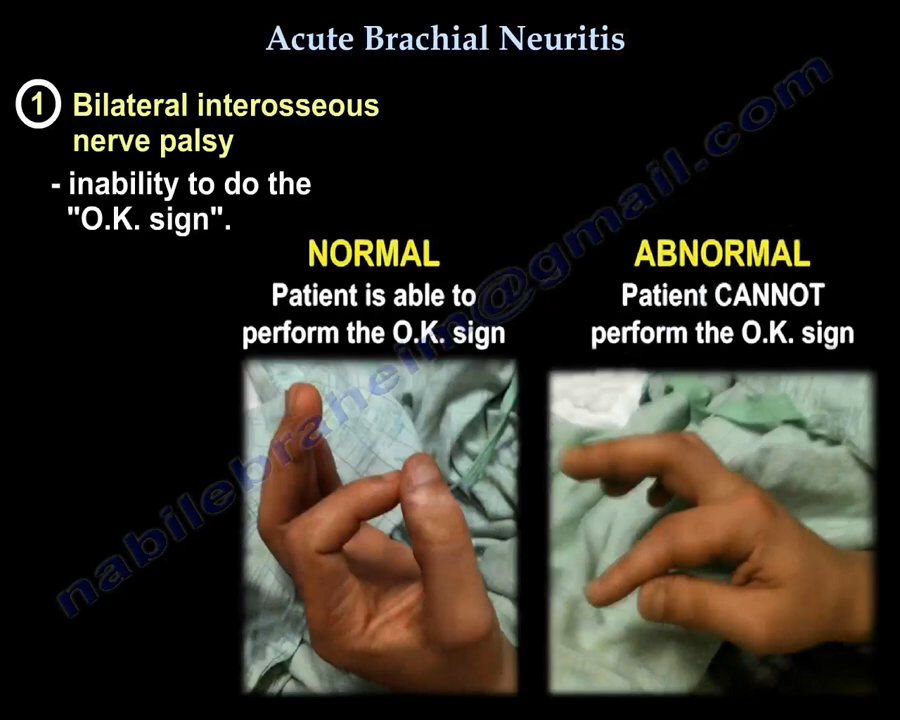 Acute Brachial Neuritis
1 Bilateral interosseous
nerve palsy
- inability to do the
"O.K. sign".
NORMAL
Patient is able to
perform the O.K. sign
ABNORMAL
Patient CANNOT
perform the O.K. sign
nabilebraheim@gmail.com